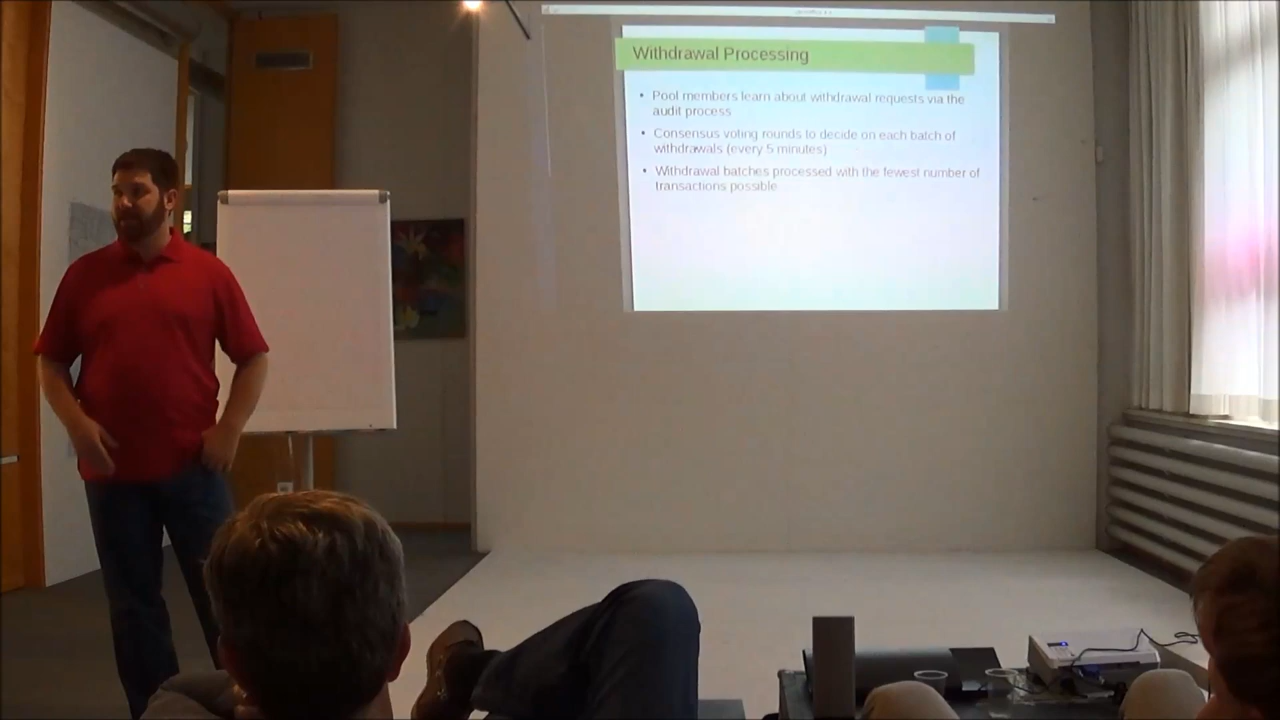 Withdrawal Processing
• Pool members learn about withdrawal requests via the
audit process
• Consensus voting rounds to decide on each batch of
withdrawals (every 5 minutes)
• Withdrawal batches processed with the fewest number of
transactions possible